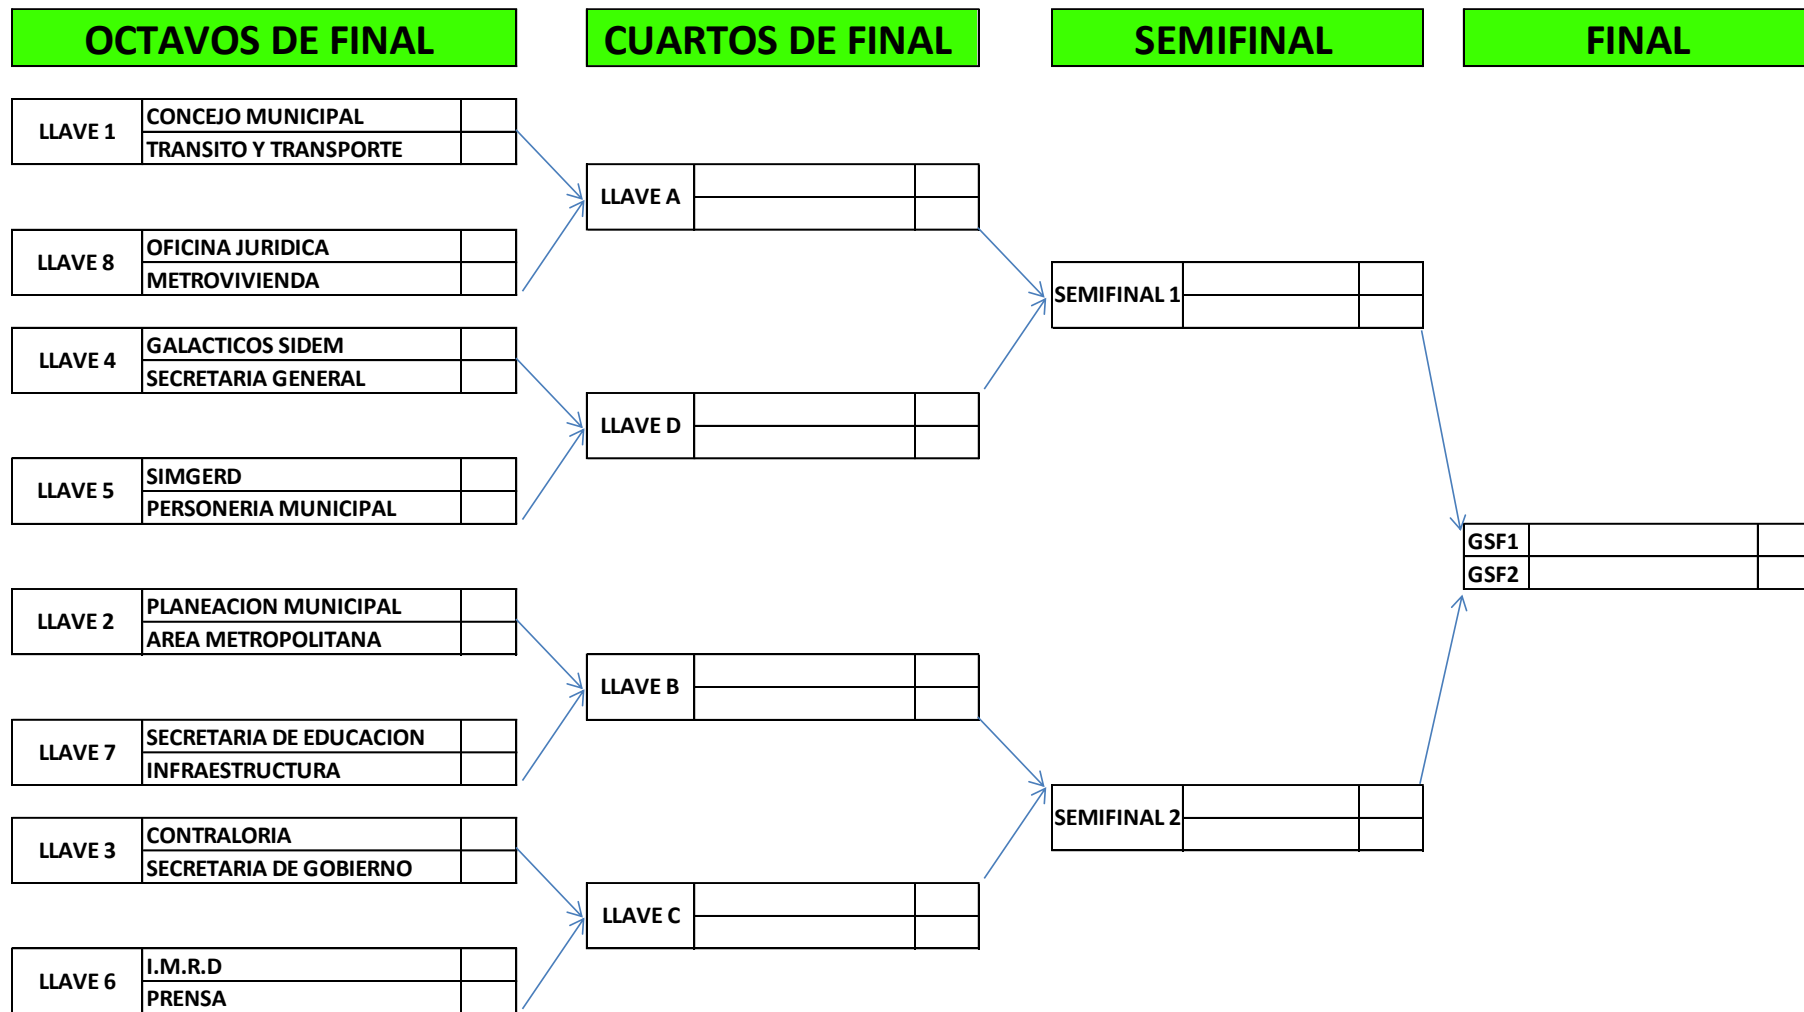 OCTAVOS DE FINAL
CUARTOS DE FINAL
SEMIFINAL
FINAL
LLAVE 1
CONCEJO MUNICIPAL
TRANSITO Y TRANSPORTE
LLAVE 8
OFICINA JURIDICA
METROVIVIENDA
LLAVE 4
GALACTICOS SIDEM
SECRETARIA GENERAL
LLAVE 5
SIMGERD
PERSONERIA MUNICIPAL
LLAVE 2
PLANEACION MUNICIPAL
AREA METROPOLITANA
LLAVE 7
SECRETARIA DE EDUCACION
INFRAESTRUCTURA
LLAVE 3
CONTRALORIA
SECRETARIA DE GOBIERNO
LLAVE 6
I.M.R.D
PRENSA
LLAVE A
LLAVE D
LLAVE B
LLAVE C
SEMIFINAL 1
SEMIFINAL 2
GSF1
GSF2